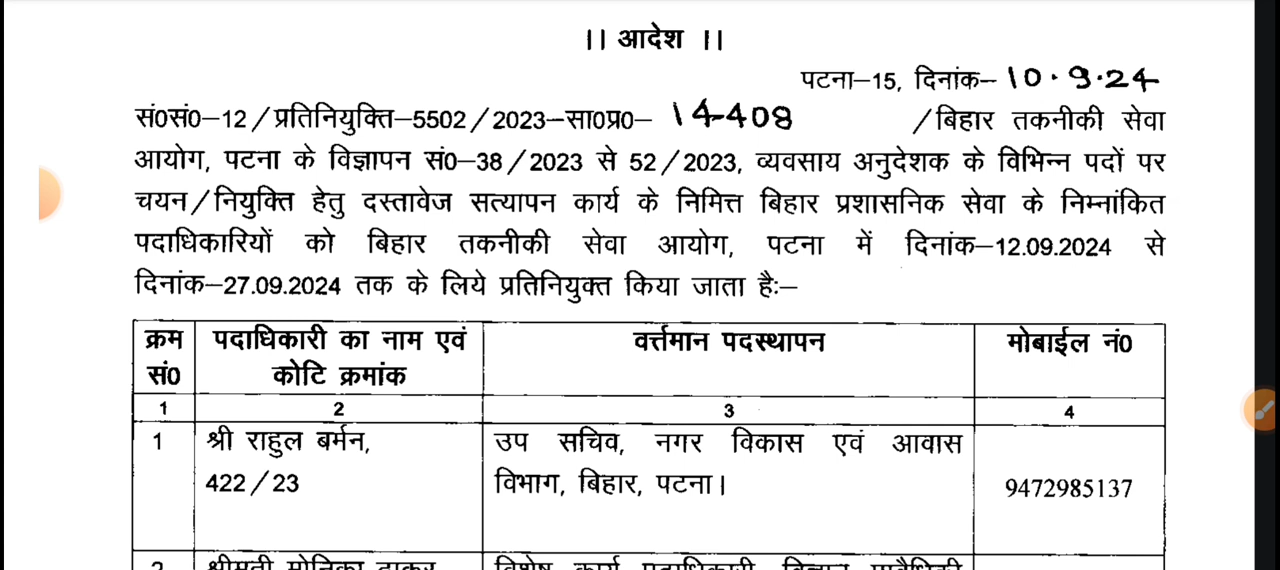 ।। आदेश ।।
पटना–15, दिनांक– 10.9.24
सं0सं0–12/प्रतिनियुक्ति–5502/2023–सा0प्र0– 14408 /बिहार तकनीकी सेवा
आयोग, पटना के विज्ञापन सं0–38/2023 से 52/2023, व्यवसाय अनुदेशक के विभिन्न पदों पर
चयन/नियुक्ति हेतु दस्तावेज सत्यापन कार्य के निमित्त बिहार प्रशासनिक सेवा के निम्नांकित
पदाधिकारियों को बिहार तकनीकी सेवा आयोग, पटना में दिनांक–12.09.2024 से
दिनांक–27.09.2024 तक के लिये प्रतिनियुक्त किया जाता है:–
क्रम सं0 पदाधिकारी का नाम एवं कोटि क्रमांक वर्त्तमान पदस्थापन मोबाईल नं0
1 2 3 4
1 श्री राहुल बर्मन, उप सचिव, नगर विकास एवं आवास
422/23 विभाग, बिहार, पटना। 9472985137
2 श्रीमती मोनिका विशेष कार्य पदाधिकारी, विज्ञान प्रावैधिकी